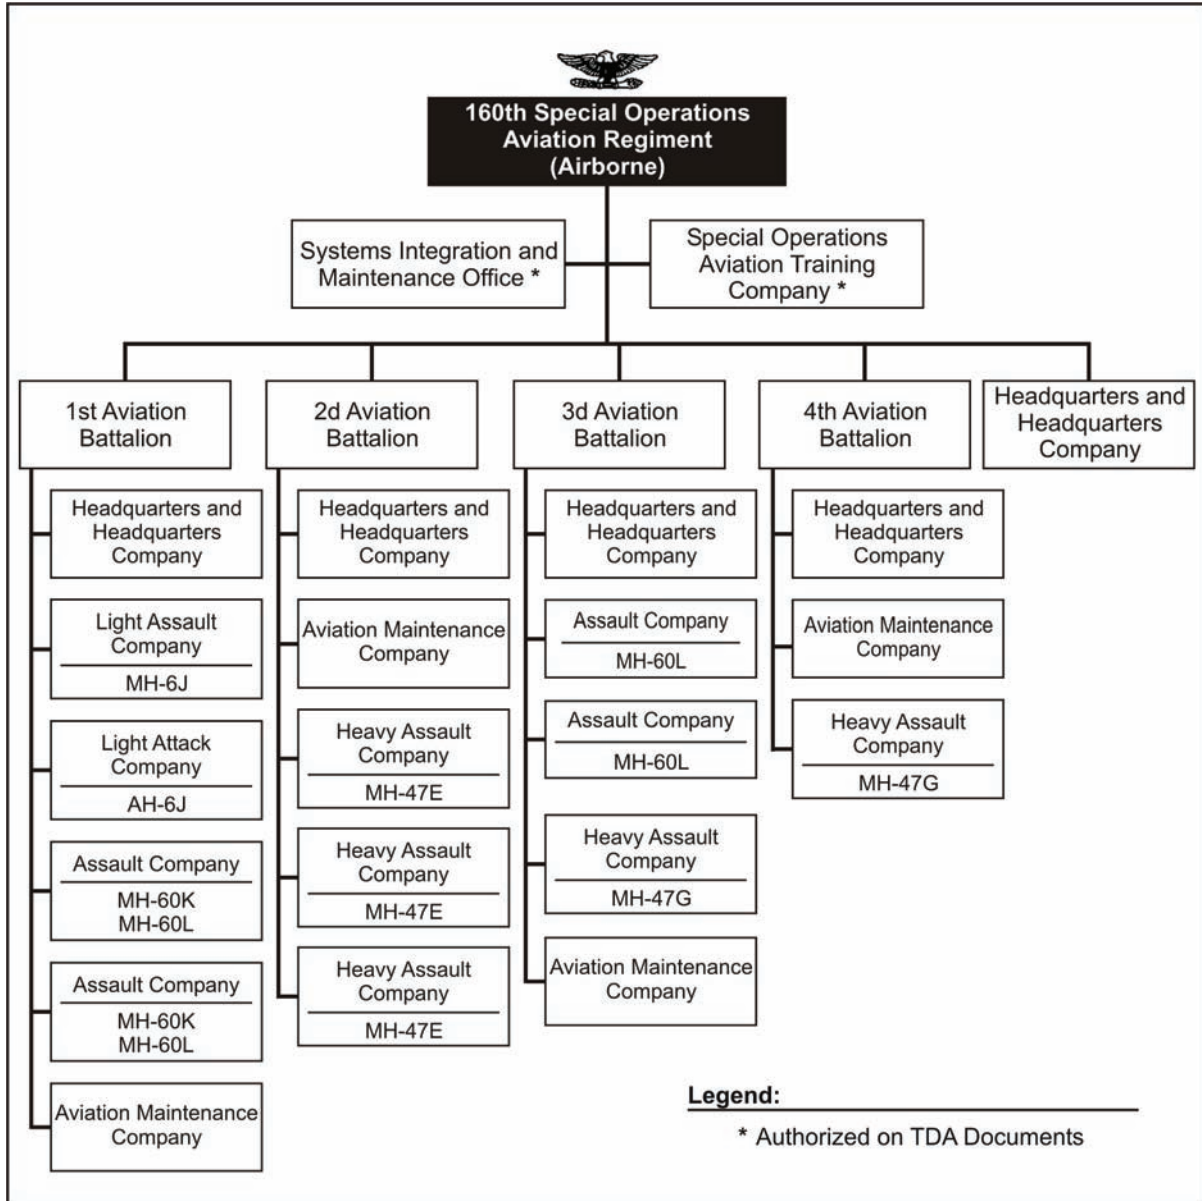 160th Special Operations
Aviation Regiment
(Airborne)
Systems Integration and
Maintenance Office *
Special Operations
Aviation Training
Company *
1st Aviation
Battalion
2d Aviation
Battalion
3d Aviation
Battalion
4th Aviation
Battalion
Headquarters and
Headquarters
Company
Headquarters and
Headquarters
Company
Light Assault
Company
MH-6J
Light Attack
Company
AH-6J
Assault Company
MH-60K
MH-60L
Assault Company
MH-60K
MH-60L
Aviation Maintenance
Company
Headquarters and
Headquarters
Company
Aviation Maintenance
Company
Heavy Assault
Company
MH-47E
Heavy Assault
Company
MH-47E
Heavy Assault
Company
MH-47E
Headquarters and
Headquarters
Company
Assault Company
MH-60L
Assault Company
MH-60L
Heavy Assault
Company
MH-47G
Aviation Maintenance
Company
Headquarters and
Headquarters
Company
Aviation Maintenance
Company
Heavy Assault
Company
MH-47G
Legend:
* Authorized on TDA Documents